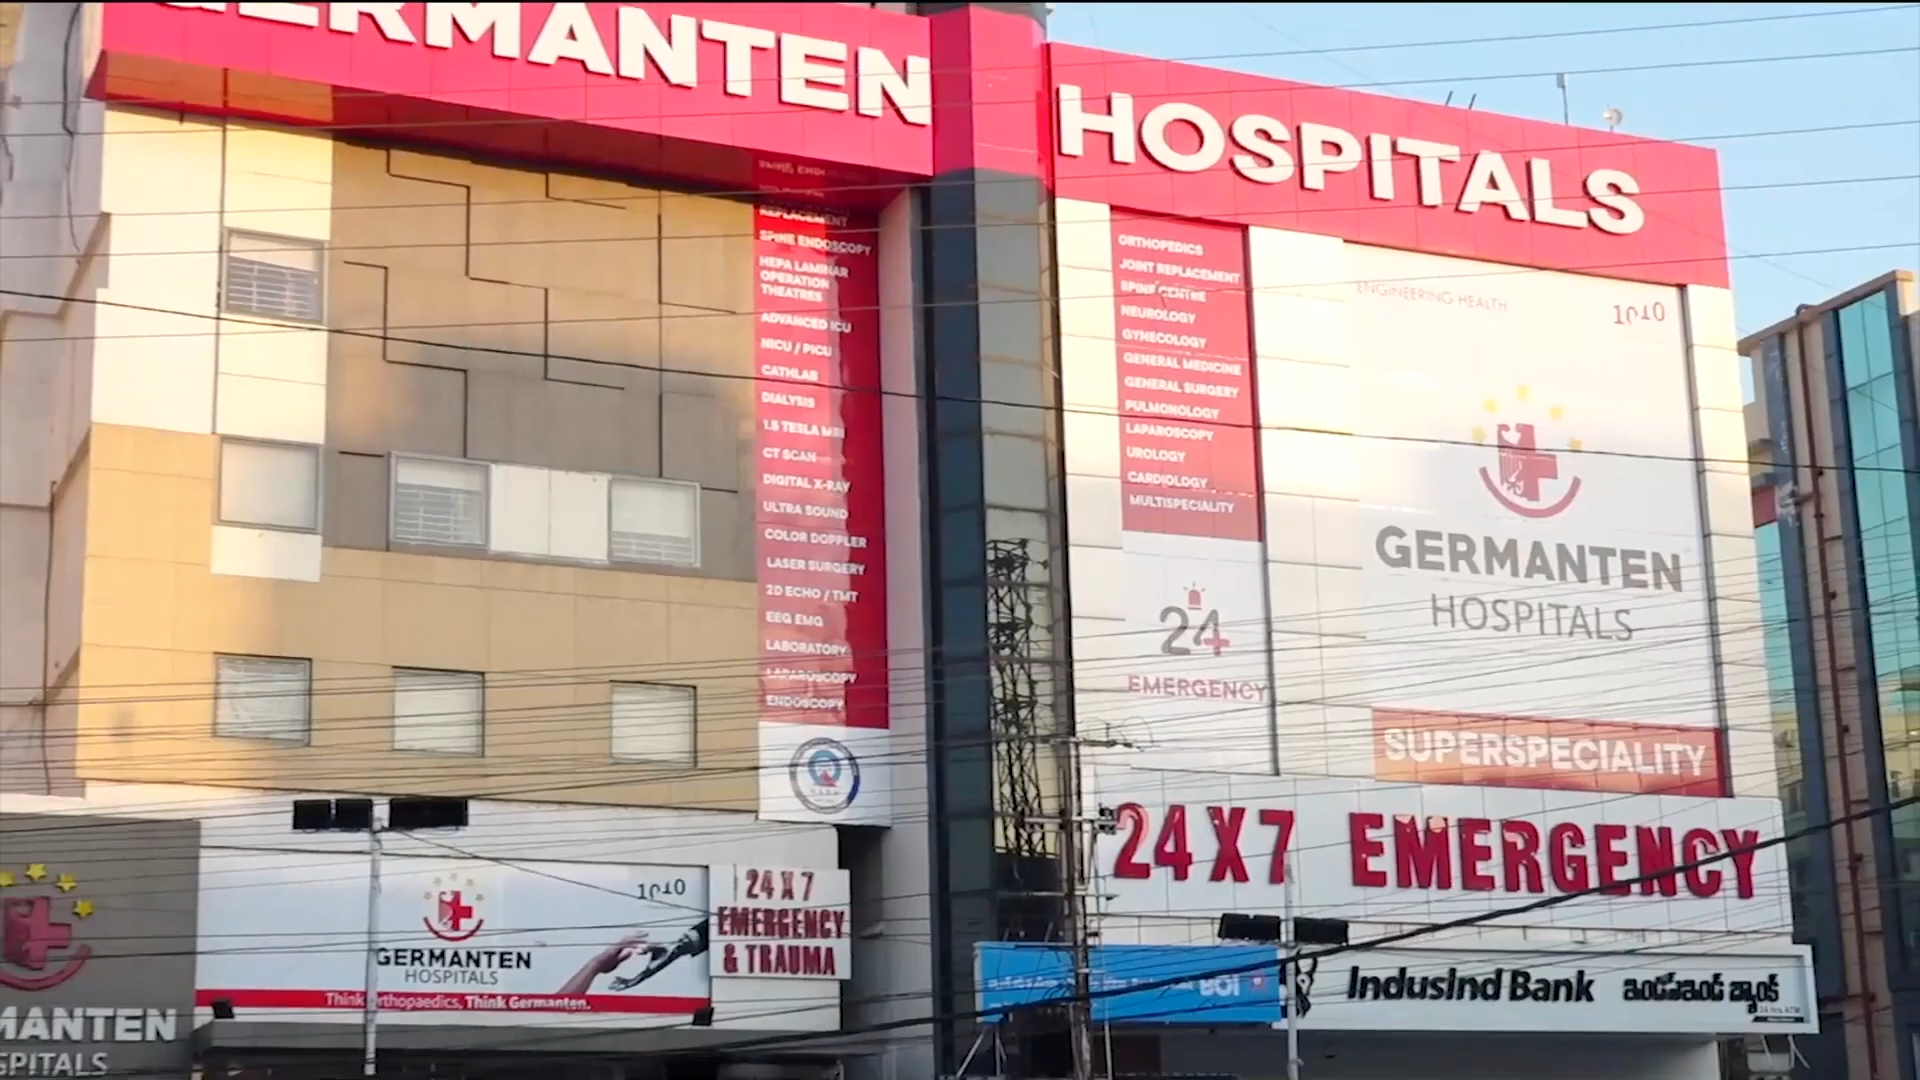 GERMANTEN
HOSPITALS
REPLACEMENT
SPINE ENDOSCOPY
HEPA LAMINAR
OPERATION
THEATRES
ADVANCED ICU
NICU / PICU
CATHLAB
DIALYSIS
1.5 TESLA MRI
CT SCAN
DIGITAL X-RAY
ULTRA SOUND
COLOR DOPPLER
LASER SURGERY
2D ECHO / TMT
EEG EMG
LABORATORY
LAPAROSCOPY
ENDOSCOPY
ORTHOPEDICS
JOINT REPLACEMENT
SPINE CENTRE
NEUROLOGY
GYNECOLOGY
GENERAL MEDICINE
GENERAL SURGERY
PULMONOLOGY
LAPAROSCOPY
UROLOGY
CARDIOLOGY
MULTISPECIALITY
24
EMERGENCY
ENGINEERING HEALTH
GERMANTEN
HOSPITALS
SUPERSPECIALITY
24 X 7 EMERGENCY
MANTEN
SPITALS
GERMANTEN
HOSPITALS
Think Orthopaedics, Think Germanten.
24 X 7
EMERGENCY
& TRAUMA
BOI
IndusInd Bank ఇండస్ఇండ్ బ్యాంక్